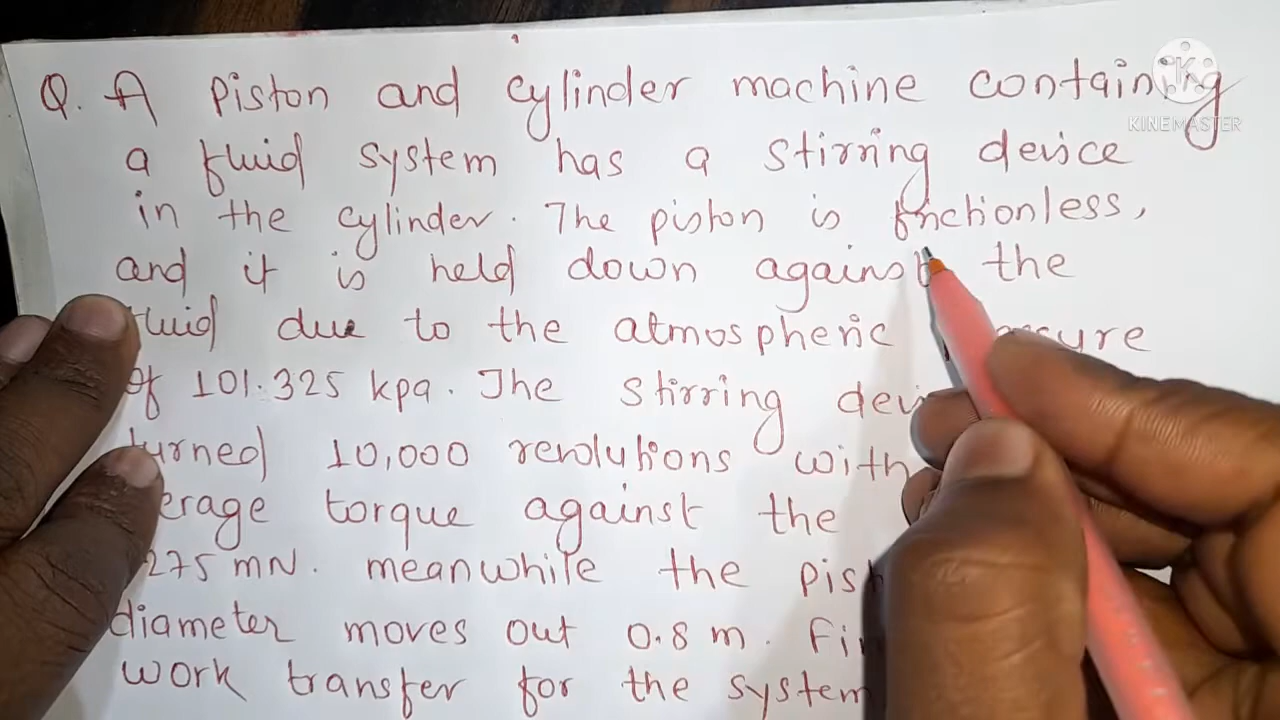 Q. A piston and cylinder machine containing
KINEMASTER
a fluid system has a stirring device
in the cylinder. The piston is frictionless,
and it is held down against the
fluid due to the atmospheric
of 101.325 kpa. The stirring
turned 10,000 revolutions with
torque against the
275 mN. meanwhile the
diameter moves out 0.8 m.
work transfer for the system